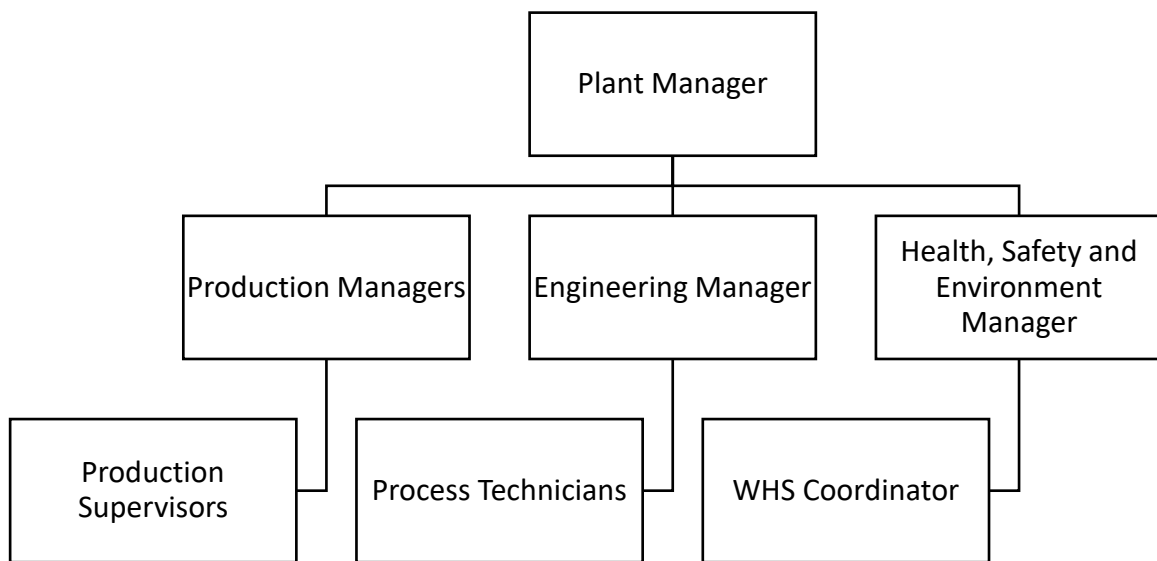 Plant Manager
Production Managers
Engineering Manager
Health, Safety and
Environment
Manager
Production
Supervisors
Process Technicians
WHS Coordinator